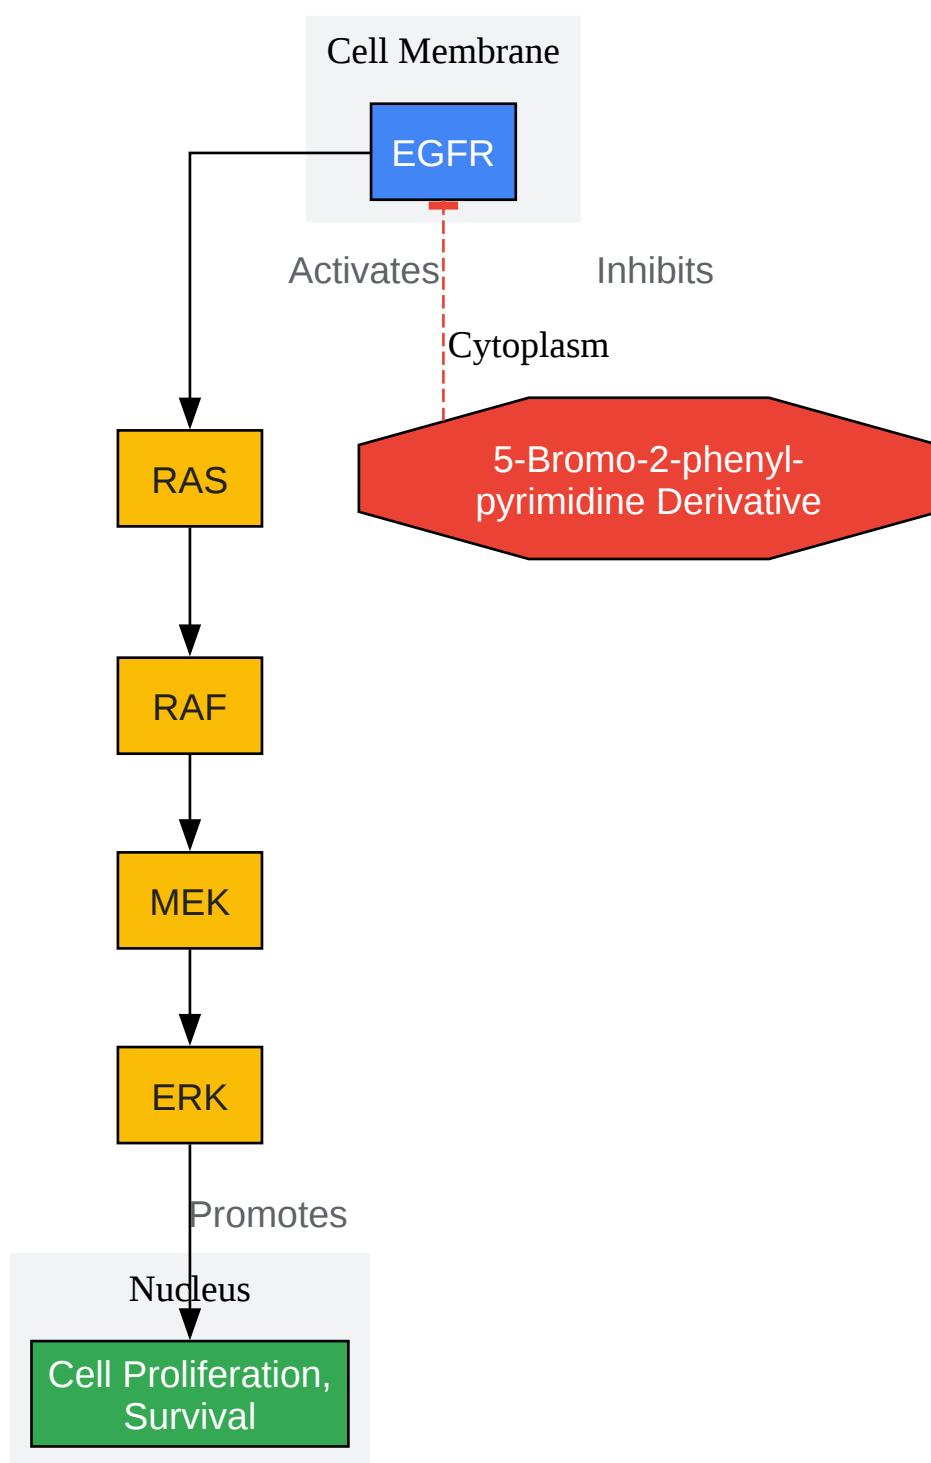 Cell Membrane
EGFR
Activates
Inhibits
Cytoplasm
5-Bromo-2-phenyl-
pyrimidine Derivative
RAS
RAF
MEK
ERK
Promotes
Nucleus
Cell Proliferation,
Survival